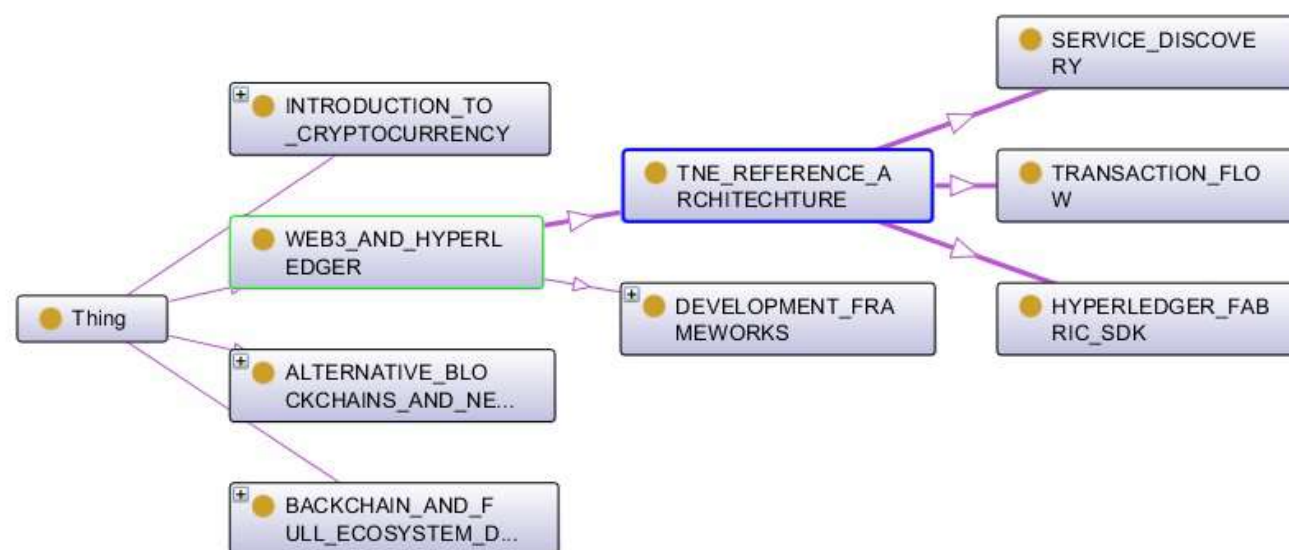 SERVICE_DISCOVE
RY
INTRODUCTION_TO
_CRYPTOCURRENCY
TNE_REFERENCE_A
RCHITECHTURE
TRANSACTION_FLO
W
WEB3_AND_HYPERL
EDGER
Thing
DEVELOPMENT_FRA
MEWORKS
HYPERLEDGER_FAB
RIC_SDK
ALTERNATIVE_BLO
CKCHAINS_AND_NE...
BACKCHAIN_AND_F
ULL_ECOSYSTEM_D...